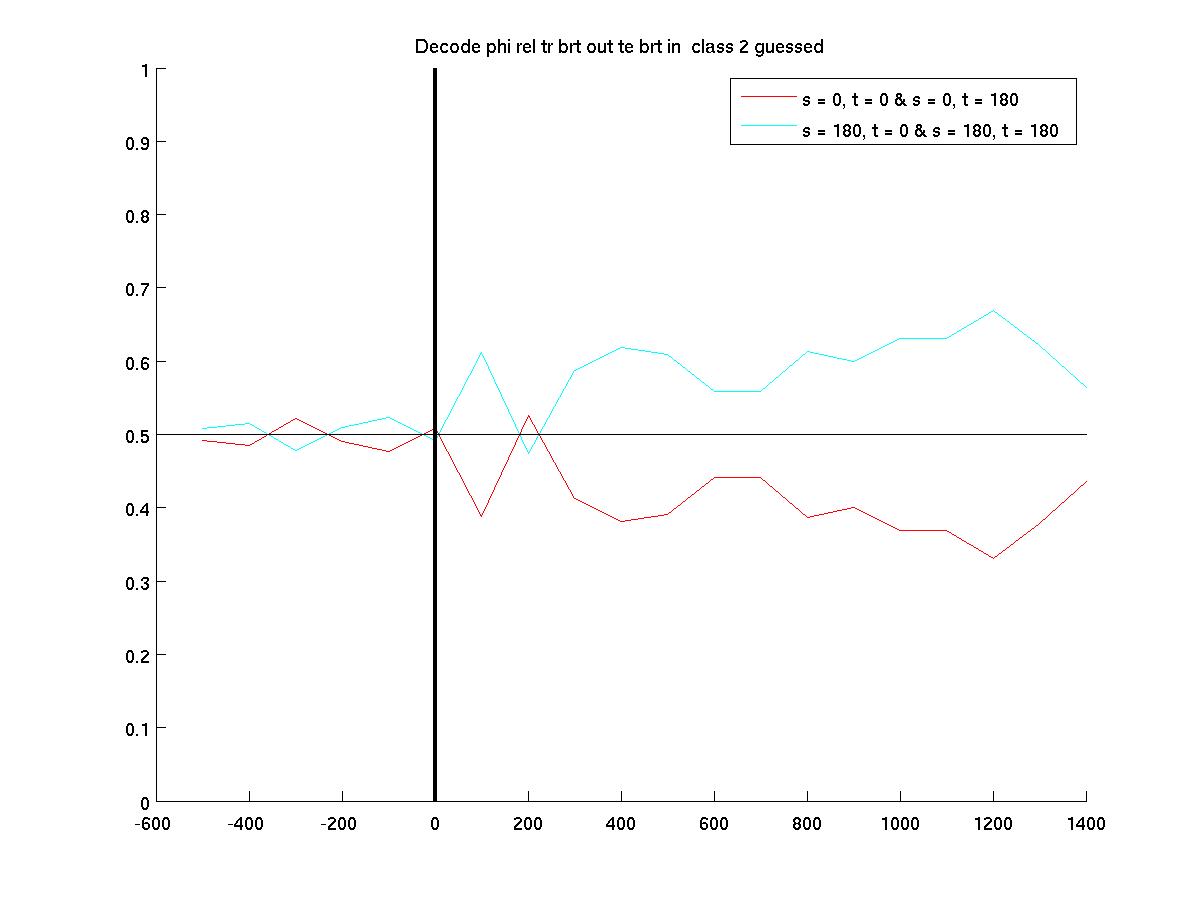 Decode phi rel tr brt out te brt in  class 2 guessed
s = 0, t = 0 & s = 0, t = 180
s = 180, t = 0 & s = 180, t = 180
1
0.9
0.8
0.7
0.6
0.5
0.4
0.3
0.2
0.1
0
-600 -400 -200 0 200 400 600 800 1000 1200 1400